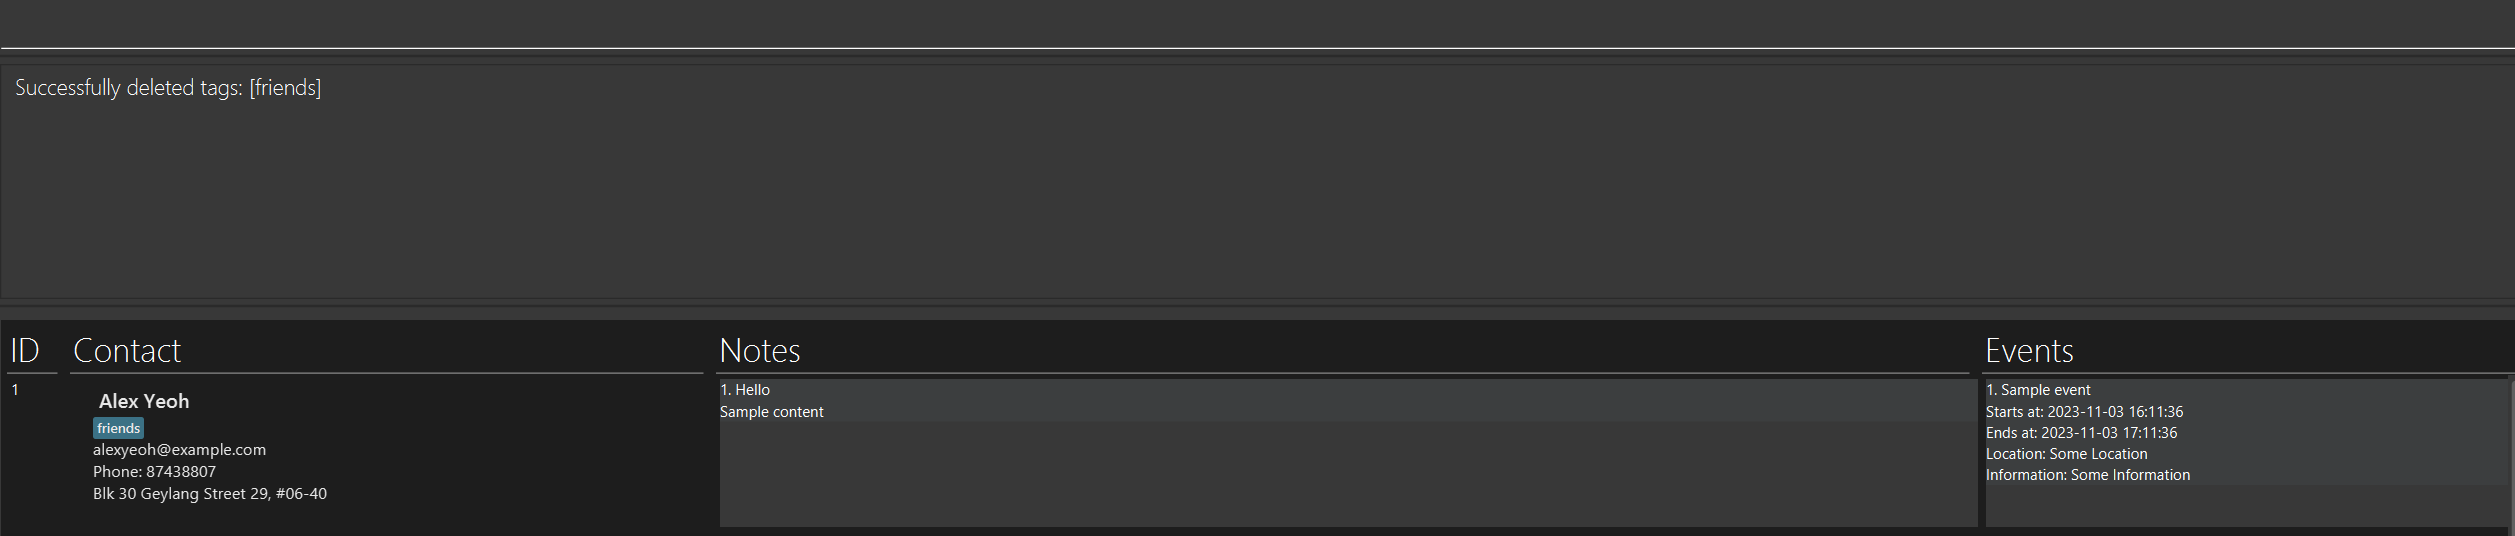 Successfully deleted tags: [friends]
ID Contact Notes Events
1
Alex Yeoh
friends
alexyeoh@example.com
Phone: 87438807
Blk 30 Geylang Street 29, #06-40
1. Hello
Sample content
1. Sample event
Starts at: 2023-11-03 16:11:36
Ends at: 2023-11-03 17:11:36
Location: Some Location
Information: Some Information